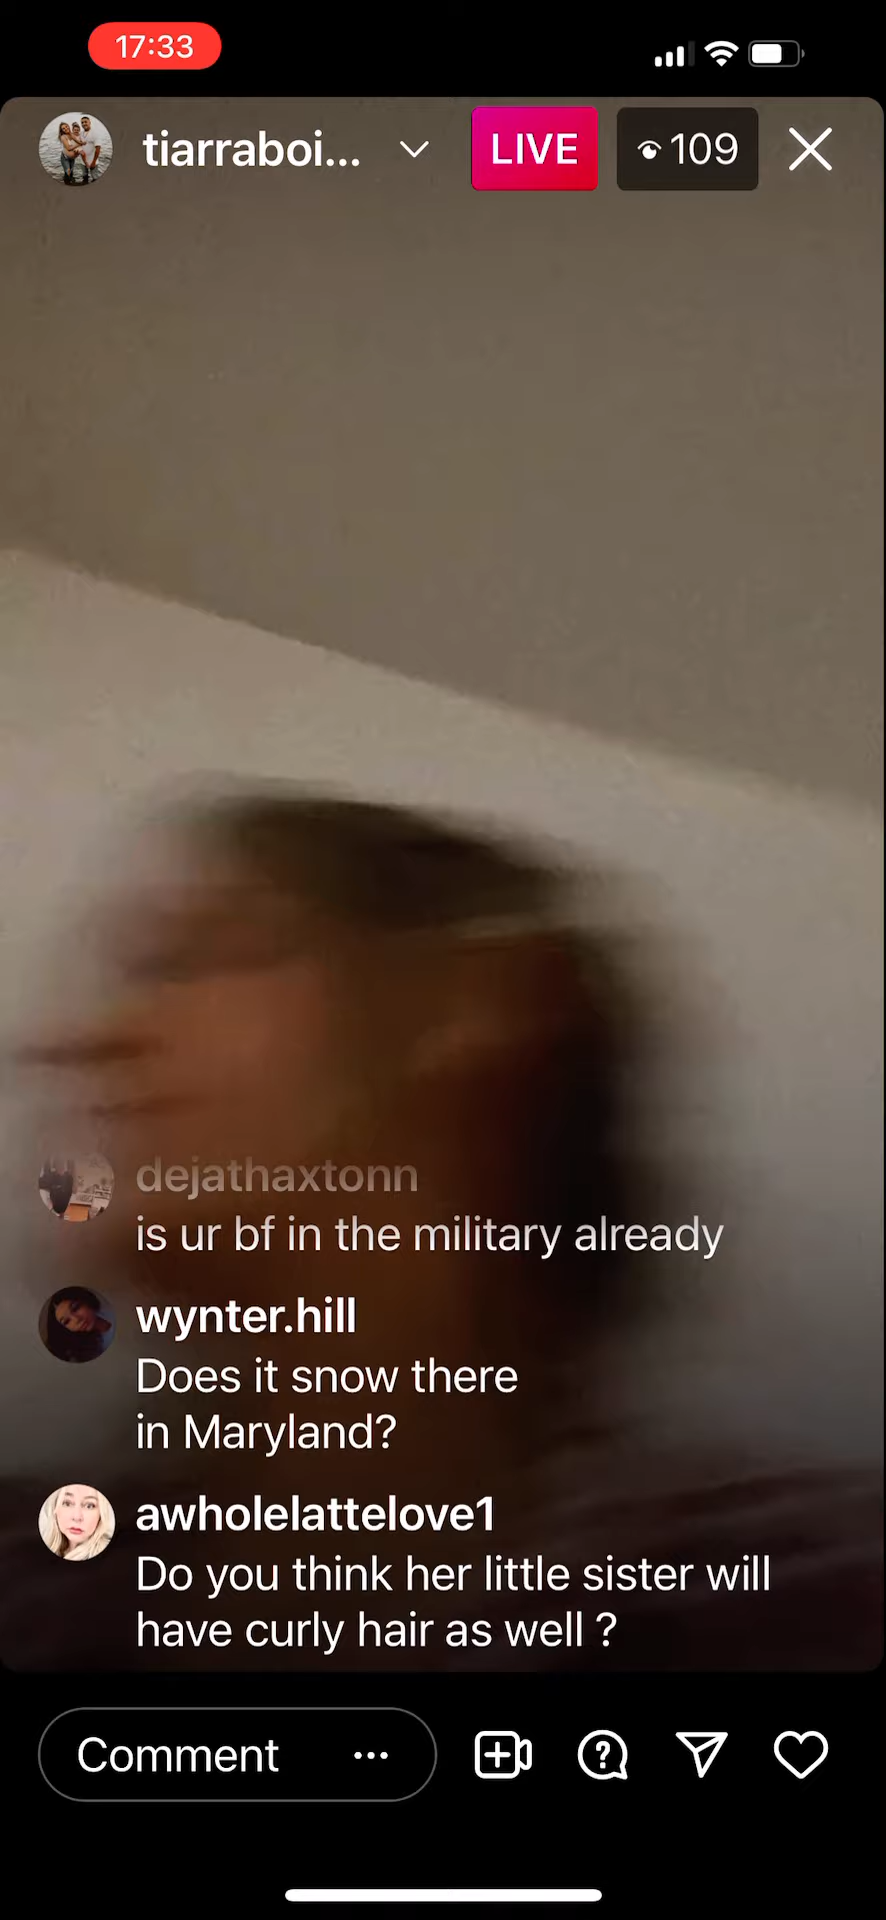 17:33
tiarraboi...
LIVE
109
dejathaxtonn
is ur bf in the military already
wynter.hill
Does it snow there
in Maryland?
awholelattelove1
Do you think her little sister will
have curly hair as well ?
Comment